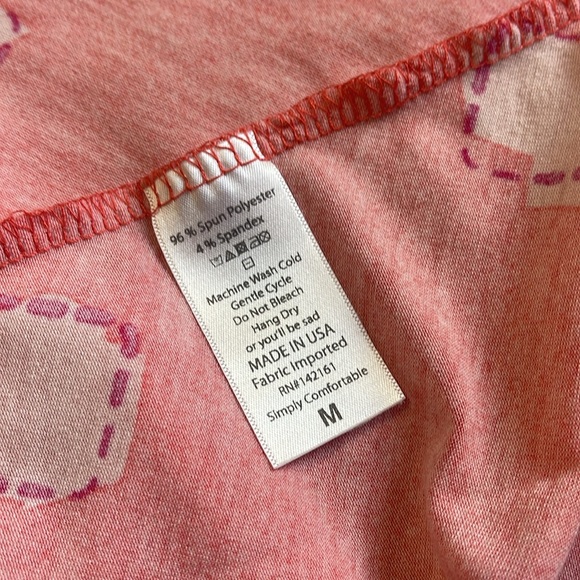 96 % Spun Polyester
4 % Spandex
Machine Wash Cold
Gentle Cycle
Do Not Bleach
Hang Dry
or you'll be sad
MADE IN USA
Fabric Imported
RN#142161
Simply Comfortable
M